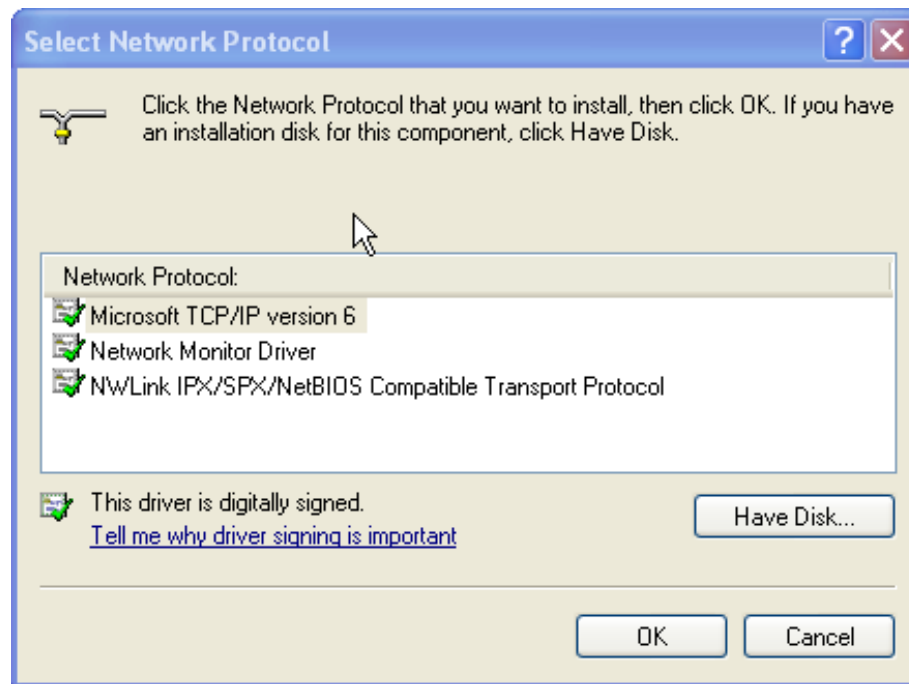 Select Network Protocol
Click the Network Protocol that you want to install, then click OK. If you have
an installation disk for this component, click Have Disk.
Network Protocol:
Microsoft TCP/IP version 6
Network Monitor Driver
NWLink IPX/SPX/NetBIOS Compatible Transport Protocol
This driver is digitally signed.
Tell me why driver signing is important
Have Disk...
OK
Cancel